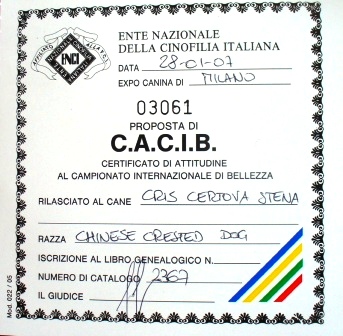 ENTE NAZIONALE
DELLA CINOFILIA ITALIANA
AFFILIATO ALLA F.C.I.
ENCI
DATA 28-01-07
EXPO CANINA DI MILANO
03061
PROPOSTA DI
C.A.C.I.B.
CERTIFICATO DI ATTITUDINE
AL CAMPIONATO INTERNAZIONALE DI BELLEZZA
RILASCIATO AL CANE CRIS CERTOVA STENA
RAZZA CHINESE CRESTED DOG
ISCRIZIONE AL LIBRO GENEALOGICO N.
NUMERO DI CATALOGO 2367
IL GIUDICE
Mod. 022 / 05